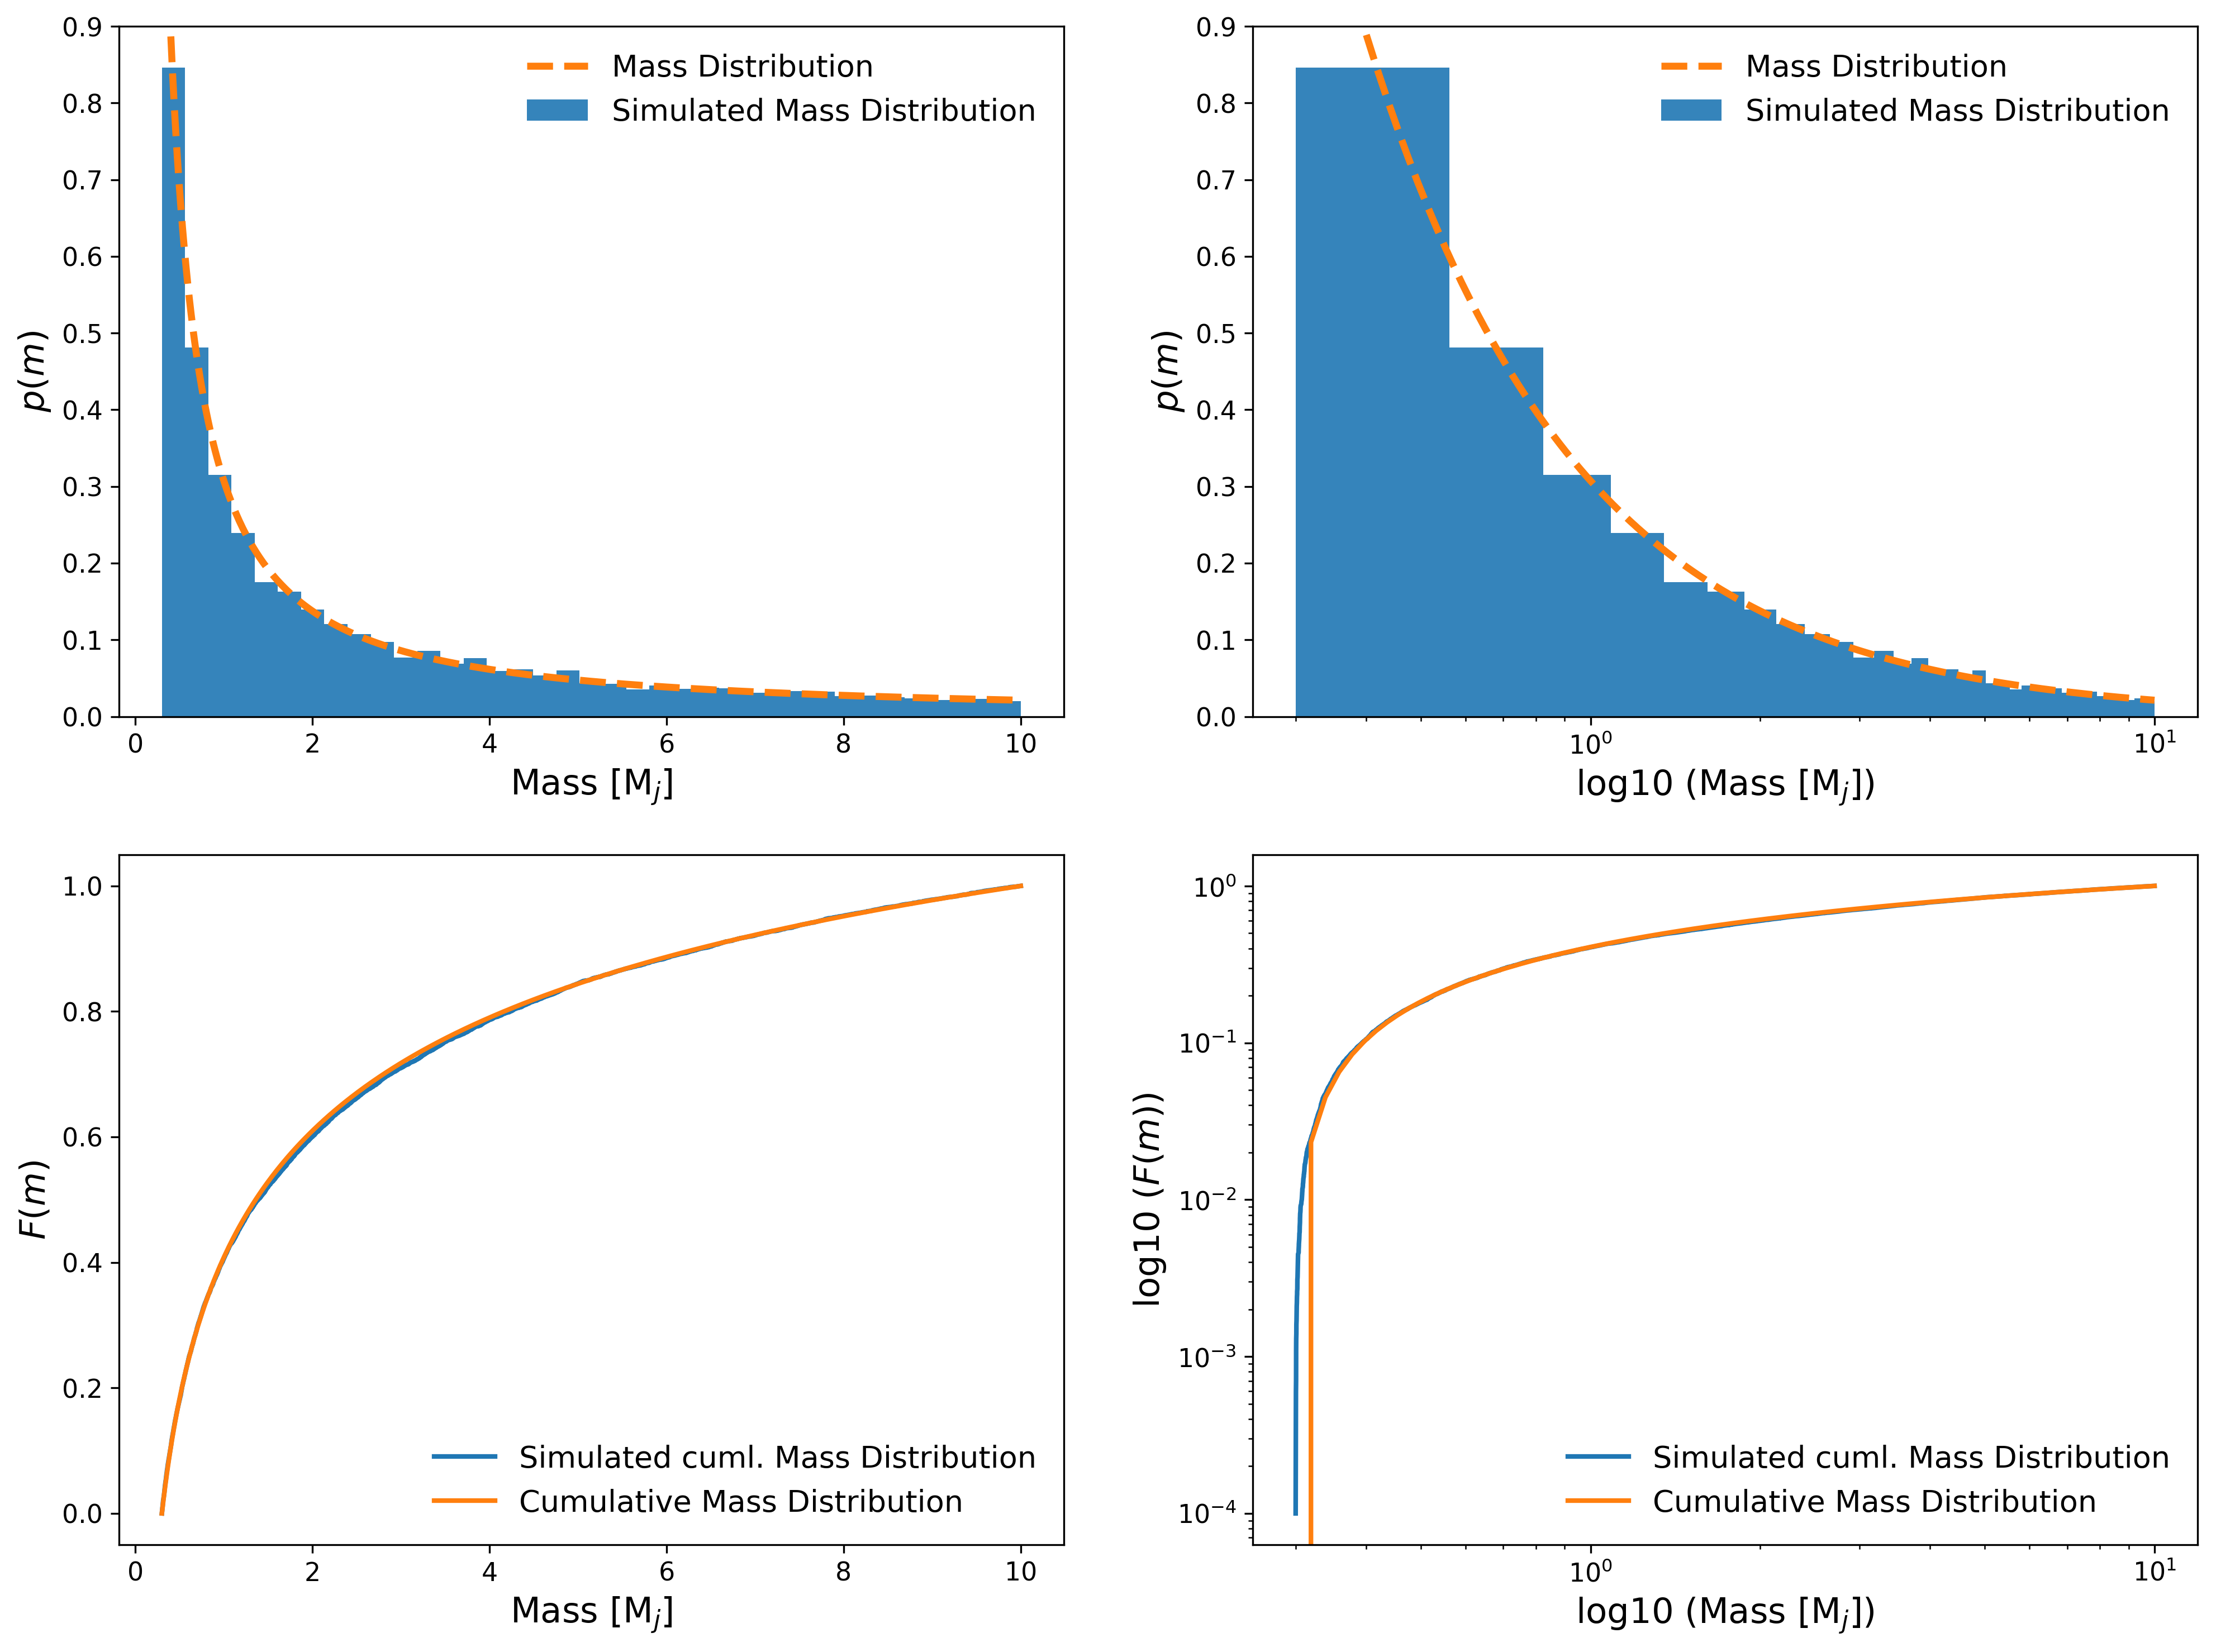 0.9
0.8
0.7
0.6
0.5
0.4
0.3
0.2
0.1
0.0
p(m)
Mass Distribution
Simulated Mass Distribution
0 2 4 6 8 10
Mass [M_j]
0.9
0.8
0.7
0.6
0.5
0.4
0.3
0.2
0.1
0.0
p(m)
Mass Distribution
Simulated Mass Distribution
10^0 10^1
log10 (Mass [M_j])
1.0
0.8
0.6
0.4
0.2
0.0
F(m)
Simulated cuml. Mass Distribution
Cumulative Mass Distribution
0 2 4 6 8 10
Mass [M_j]
10^0
10^-1
10^-2
10^-3
10^-4
log10 (F(m))
Simulated cuml. Mass Distribution
Cumulative Mass Distribution
10^0 10^1
log10 (Mass [M_j])